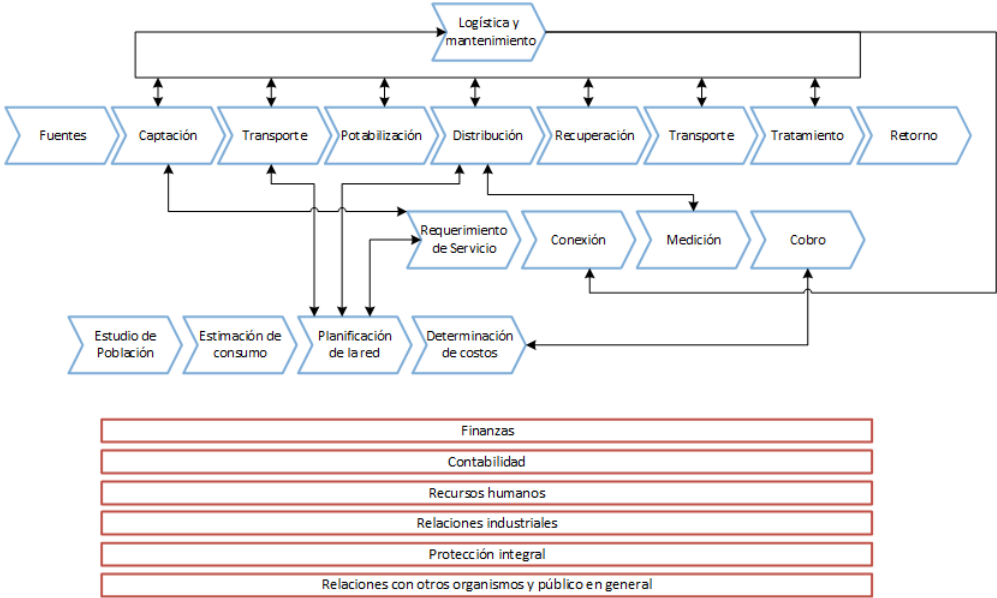 Logística y
mantenimiento
Fuentes
Captación
Transporte
Potabilización
Distribución
Recuperación
Transporte
Tratamiento
Retorno
Requerimiento
de Servicio
Conexión
Medición
Cobro
Estudio de
Población
Estimación de
consumo
Planificación
de la red
Determinación
de costos
Finanzas
Contabilidad
Recursos humanos
Relaciones industriales
Protección integral
Relaciones con otros organismos y público en general